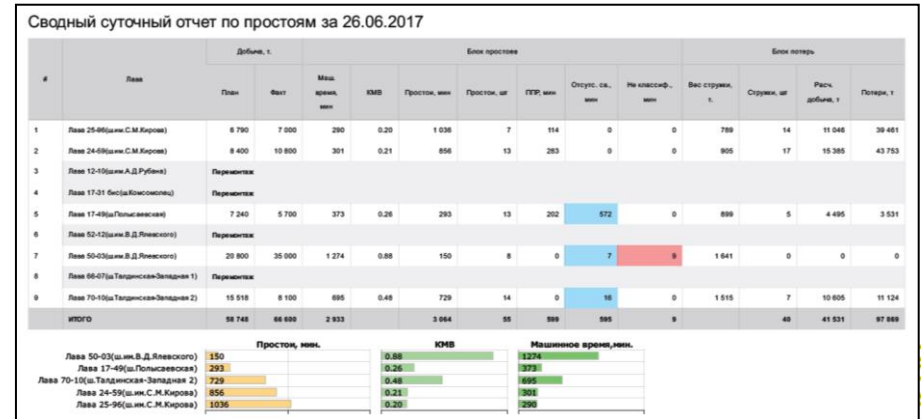 Сводный суточный отчет по простоям за 26.06.2017
Добыча, т. Блок простоев Блок потерь
# Лава План Факт Маш. время, мин КМВ Простои, мин Простои, шт ППР, мин Отсутс. св., мин Не классиф., мин Вес стружки, т. Стружки, шт Расч. добыча, т Потери, т
1 Лава 25-96(ш.им.С.М.Кирова) 6 790 7 000 290 0.20 1 036 7 114 0 0 789 14 11 046 39 461
2 Лава 24-59(ш.им.С.М.Кирова) 8 400 10 800 301 0.21 856 13 283 0 0 905 17 15 385 43 753
3 Лава 12-10(ш.им.А.Д.Рубана) Перемонтаж
4 Лава 17-31 бис(ш.Комсомолец) Перемонтаж
5 Лава 17-49(ш.Полысаевская) 7 240 5 700 373 0.26 293 13 202 572 0 899 5 4 495 3 531
6 Лава 52-12(ш.им.В.Д.Ялевского) Перемонтаж
7 Лава 50-03(ш.им.В.Д.Ялевского) 20 800 35 000 1 274 0.88 150 8 0 7 9 1 641 0 0 0
8 Лава 66-07(ш.Талдинская-Западная 1) Перемонтаж
9 Лава 70-10(ш.Талдинская-Западная 2) 15 518 8 100 695 0.48 729 14 0 16 0 1 515 7 10 605 11 124
ИТОГО 58 748 66 600 2 933 3 064 55 599 595 9 40 41 531 97 869
Простои, мин. КМВ Машинное время,мин.
Лава 50-03(ш.им.В.Д.Ялевского) 150 0.88 1274
Лава 17-49(ш.Полысаевская) 293 0.26 373
Лава 70-10(ш.Талдинская-Западная 2) 729 0.48 695
Лава 24-59(ш.им.С.М.Кирова) 856 0.21 301
Лава 25-96(ш.им.С.М.Кирова) 1036 0.20 290